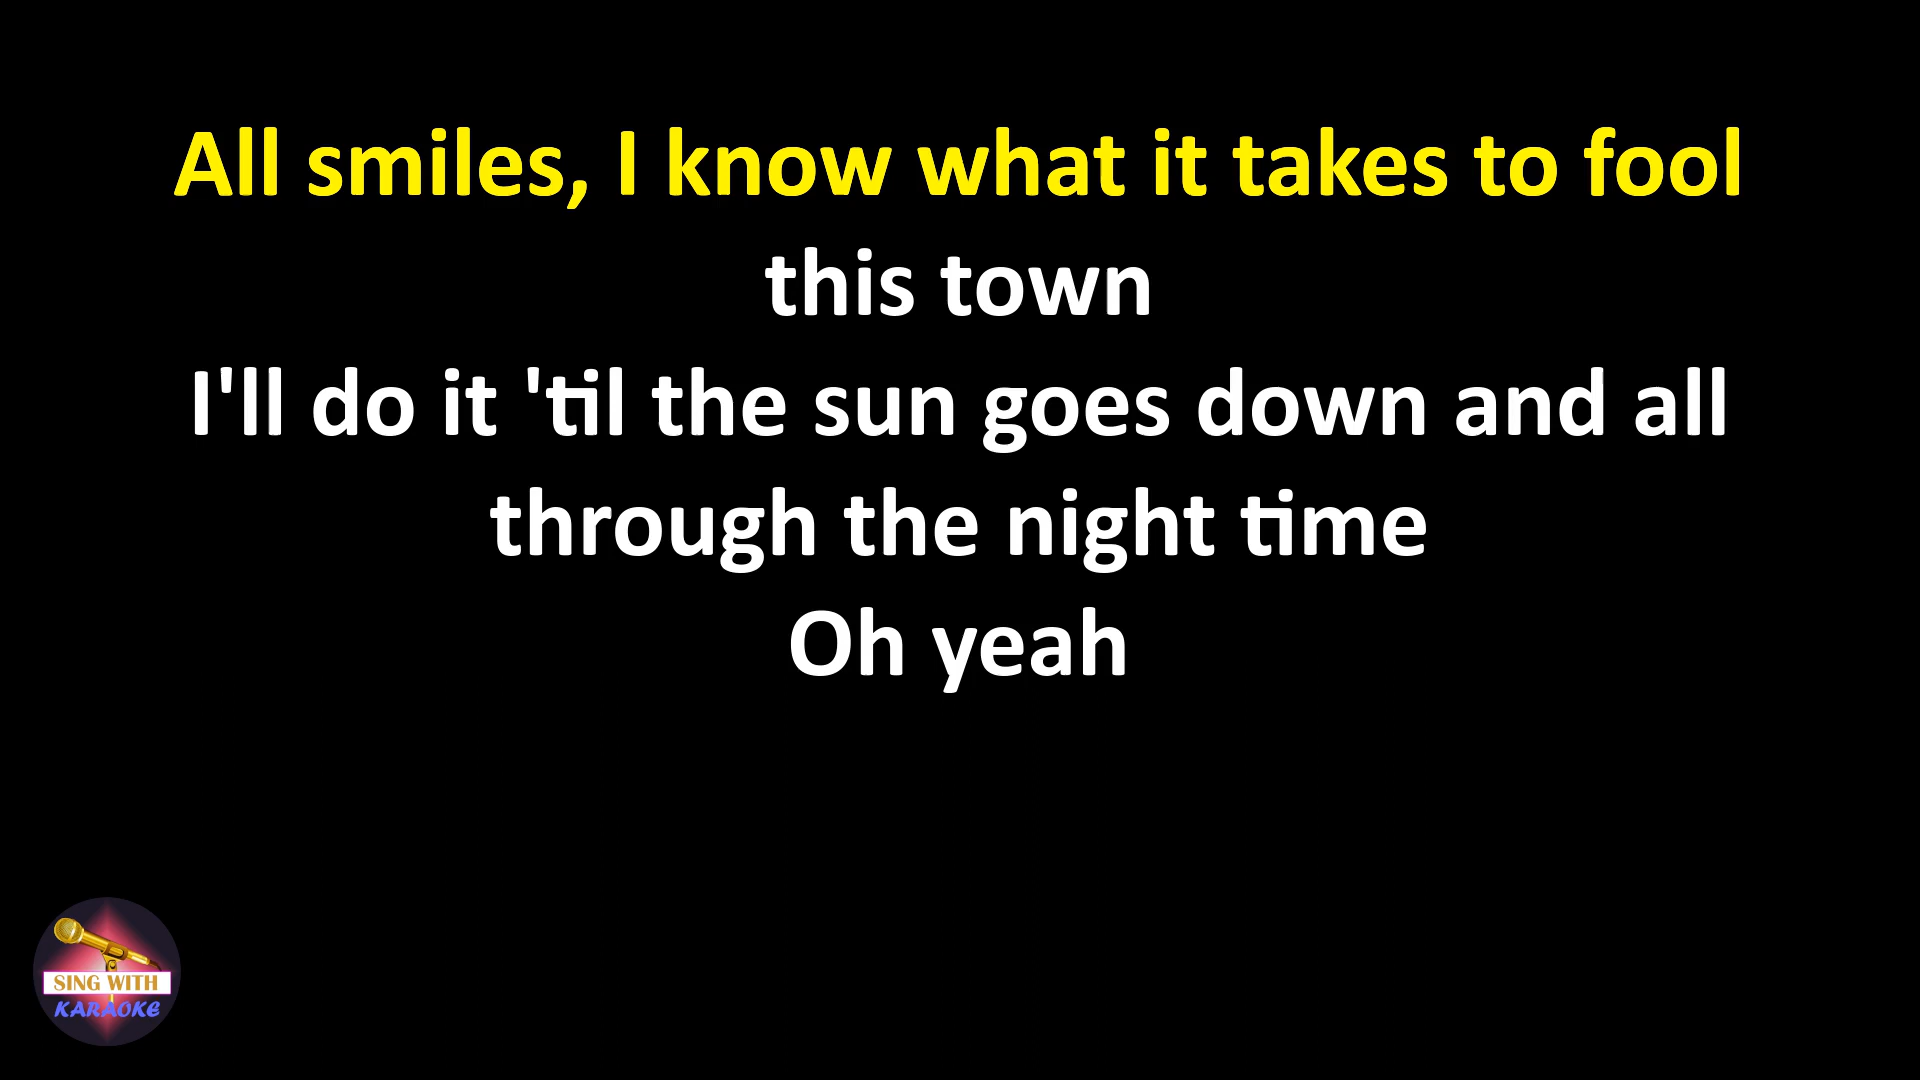 All smiles, I know what it takes to fool
this town
I'll do it 'til the sun goes down and all
through the night time
Oh yeah
SING WITH
KARAOKE